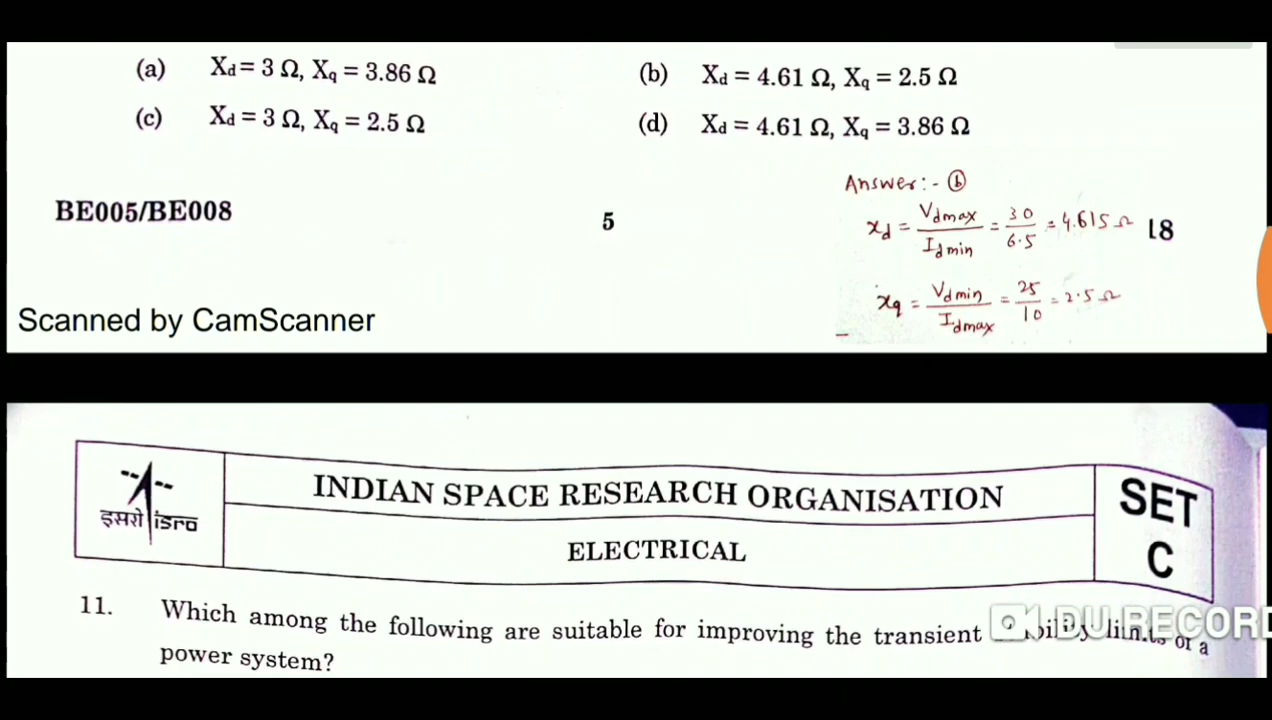 (a) Xd = 3 Ω, Xq = 3.86 Ω
(b) Xd = 4.61 Ω, Xq = 2.5 Ω
(c) Xd = 3 Ω, Xq = 2.5 Ω
(d) Xd = 4.61 Ω, Xq = 3.86 Ω
Answer:- (b)
xd = Vdmax / Idmin = 30 / 6.5 = 4.615 Ω
xq = Vdmin / Idmax = 25 / 10 = 2.5 Ω
BE005/BE008
5
18
Scanned by CamScanner
इसरो isro
INDIAN SPACE RESEARCH ORGANISATION
ELECTRICAL
SET
C
11. Which among the following are suitable for improving the transient limits of a
power system?
DU RECORD